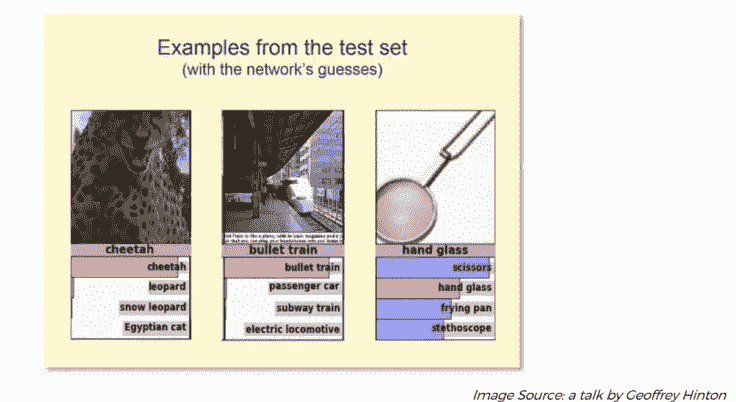 Examples from the test set
(with the network's guesses)
cheetah
cheetah
leopard
snow leopard
Egyptian cat
bullet train
bullet train
passenger car
subway train
electric locomotive
hand glass
scissors
hand glass
frying pan
stethoscope
Image Source: a talk by Geoffrey Hinton